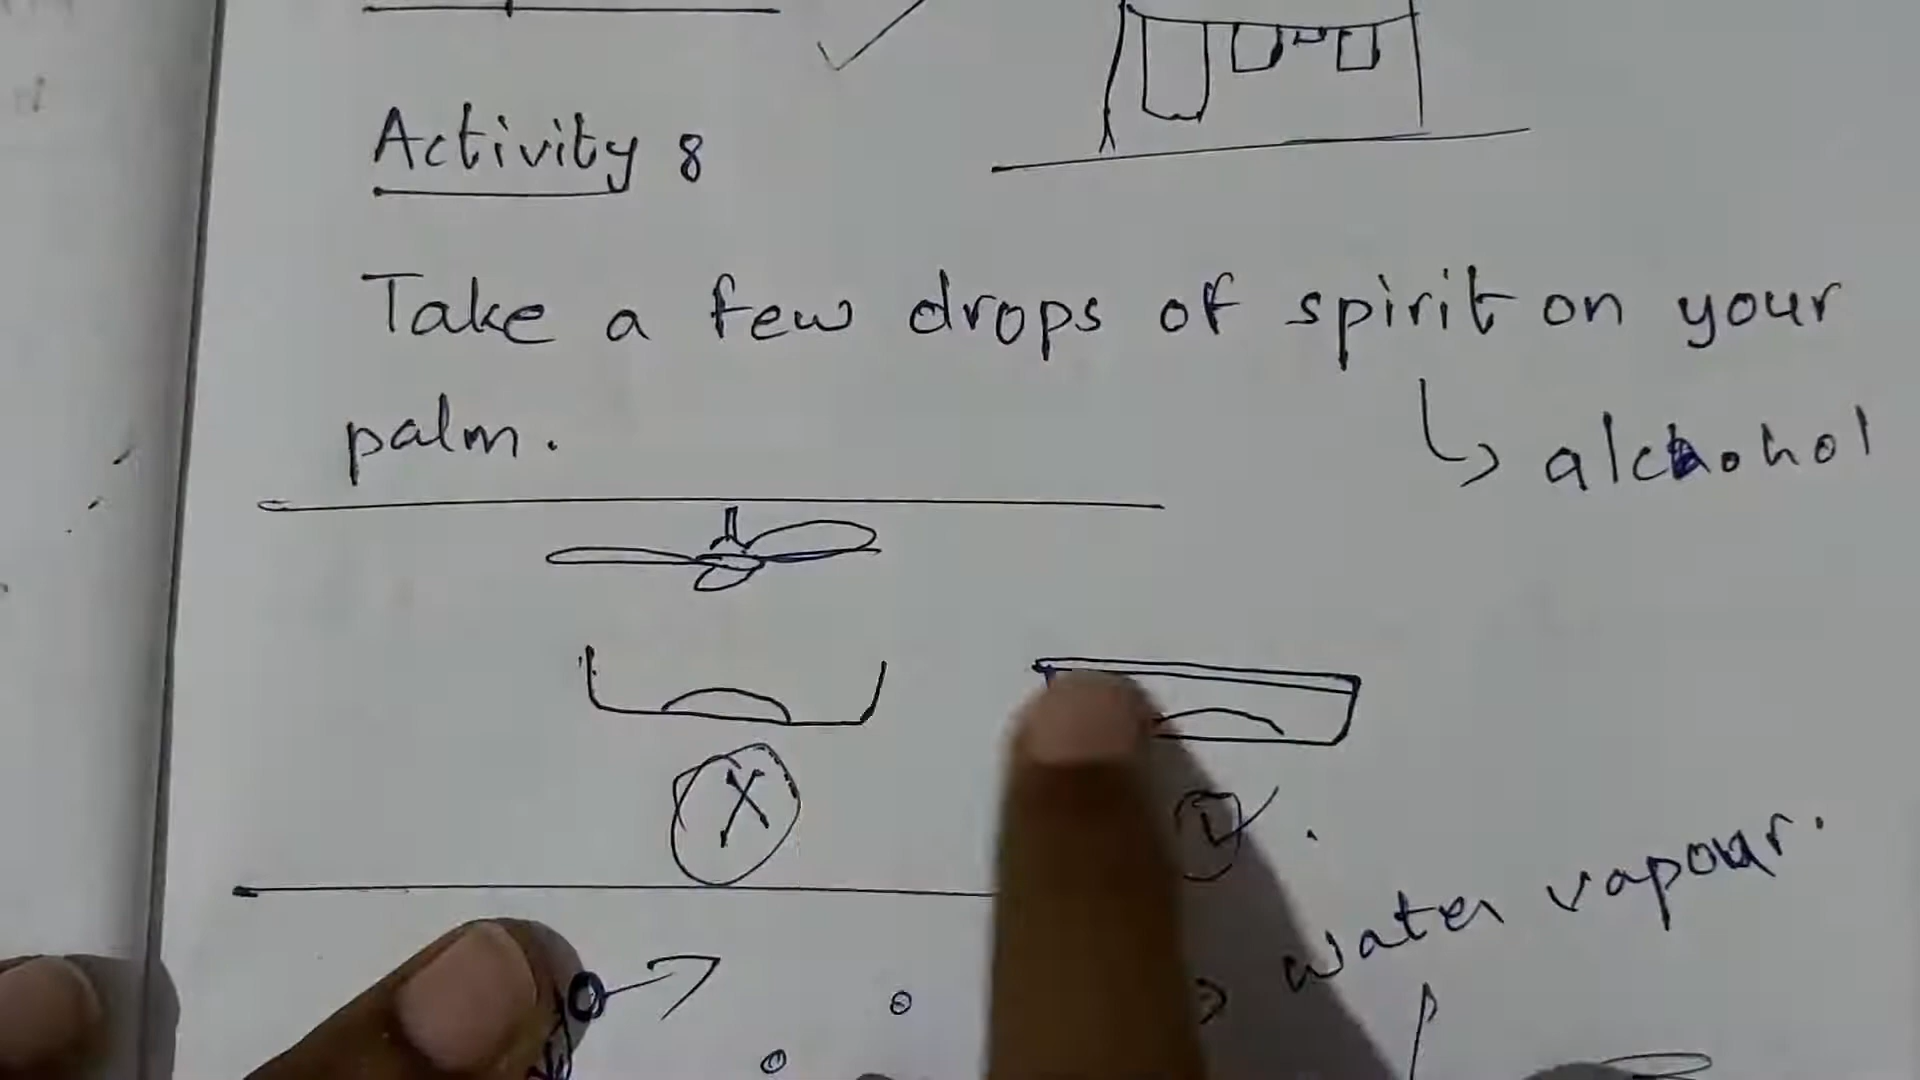 Activity 8
Take a few drops of spirit on your
palm.
alcohol
X
water vapour.